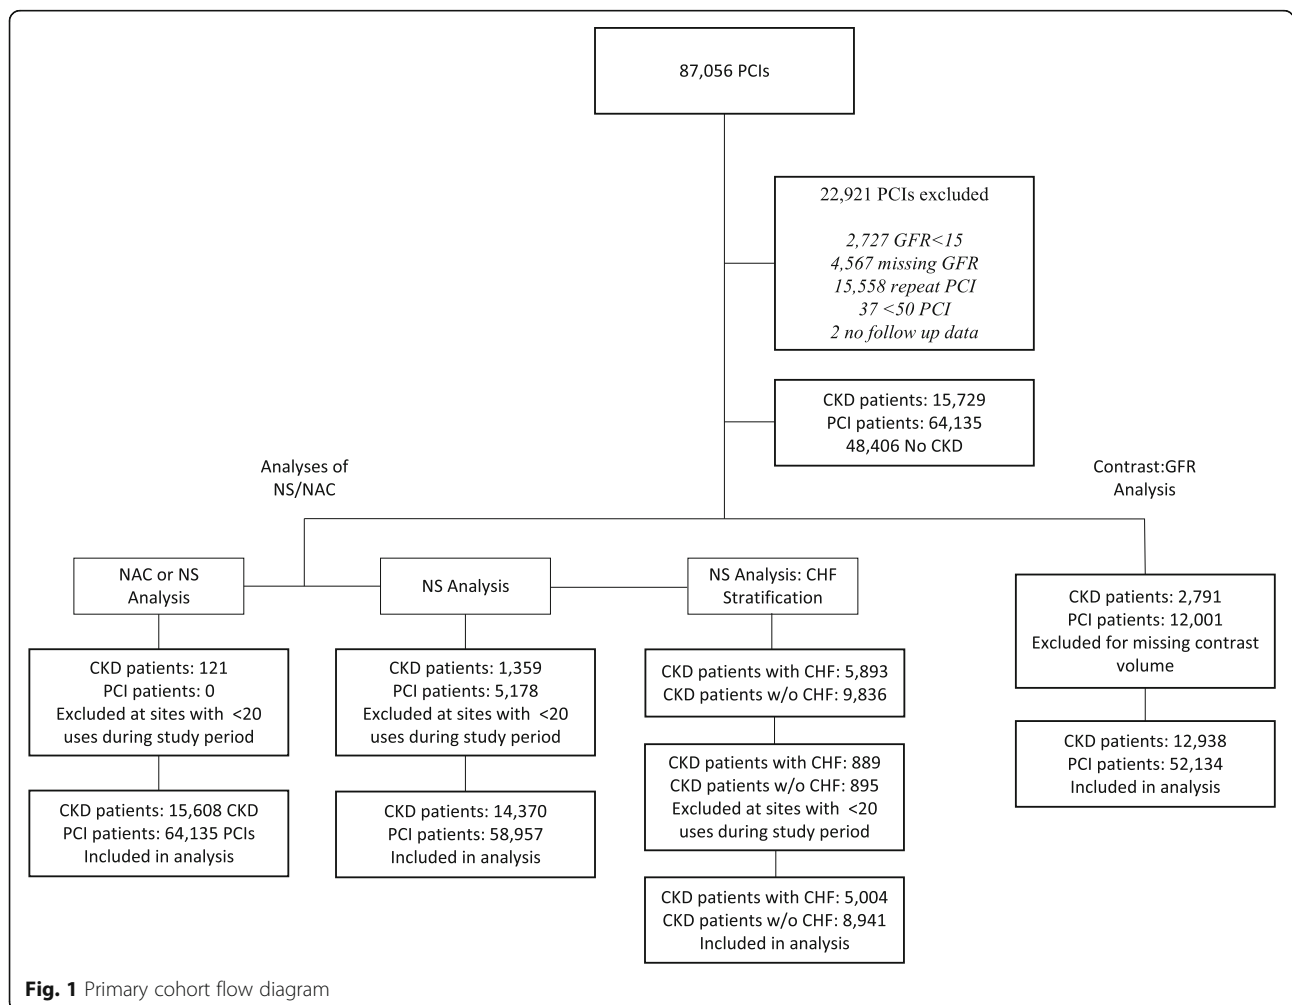 87,056 PCIs
22,921 PCIs excluded
2,727 GFR<15
4,567 missing GFR
15,558 repeat PCI
37 <50 PCI
2 no follow up data
CKD patients: 15,729
PCI patients: 64,135
48,406 No CKD
Analyses of
NS/NAC
Contrast:GFR
Analysis
NAC or NS
Analysis
CKD patients: 121
PCI patients: 0
Excluded at sites with <20
uses during study period
CKD patients: 15,608 CKD
PCI patients: 64,135 PCIs
Included in analysis
NS Analysis
CKD patients: 1,359
PCI patients: 5,178
Excluded at sites with <20
uses during study period
CKD patients: 14,370
PCI patients: 58,957
Included in analysis
NS Analysis: CHF
Stratification
CKD patients with CHF: 5,893
CKD patients w/o CHF: 9,836
CKD patients with CHF: 889
CKD patients w/o CHF: 895
Excluded at sites with <20
uses during study period
CKD patients with CHF: 5,004
CKD patients w/o CHF: 8,941
Included in analysis
CKD patients: 2,791
PCI patients: 12,001
Excluded for missing contrast
volume
CKD patients: 12,938
PCI patients: 52,134
Included in analysis
Fig. 1 Primary cohort flow diagram